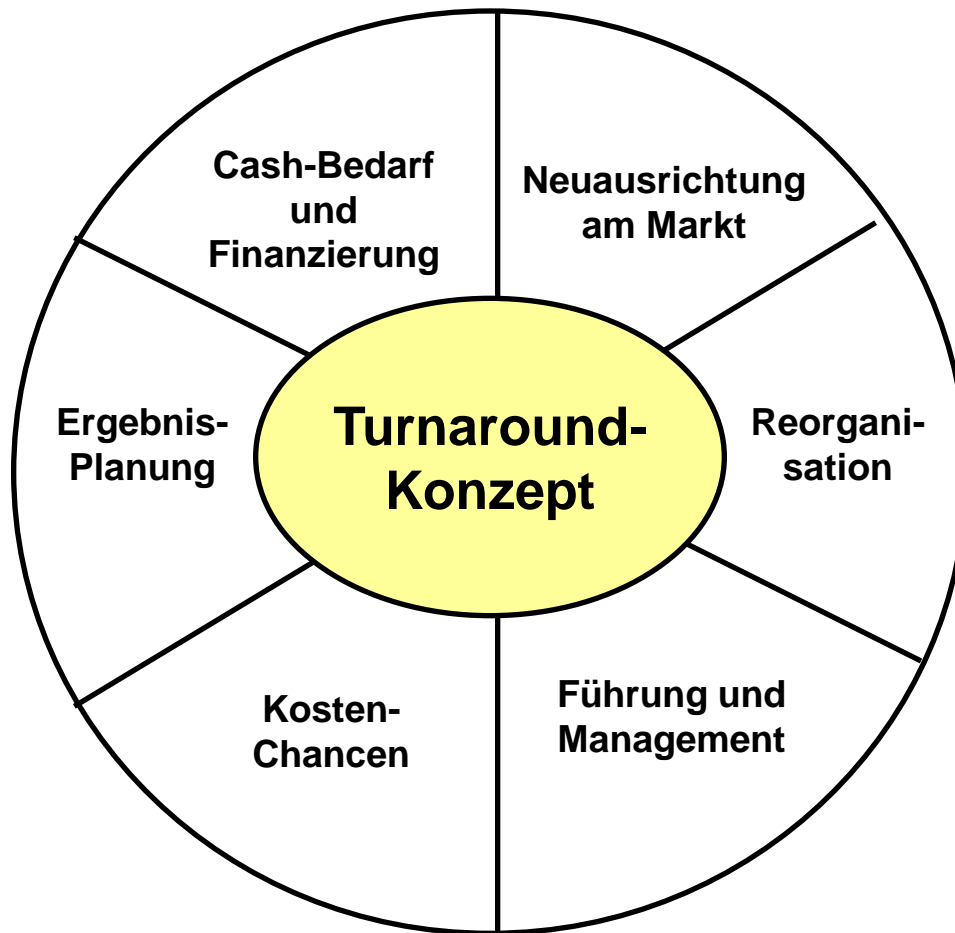 Cash-Bedarf
und
Finanzierung
Neuausrichtung
am Markt
Ergebnis-
Planung
Turnaround-
Konzept
Reorgani-
sation
Kosten-
Chancen
Führung und
Management